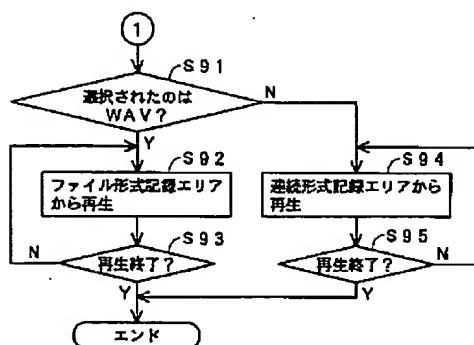 1
S91
選択されたのは
WAV?
N
Y
S92
ファイル形式記録エリア
から再生
S94
連続形式記録エリアから
再生
S93
再生終了?
N
Y
S95
再生終了?
N
Y
エンド